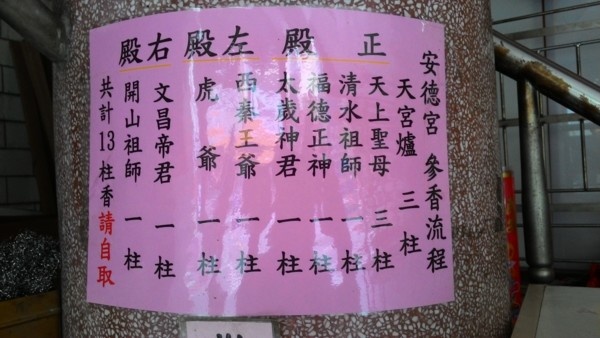 安德宮 參香流程
天宮爐 三柱
正殿
天上聖母 三柱
清水祖師 一柱
福德正神 一柱
太歲神君 一柱
左殿
西秦王爺 一柱
虎爺 一柱
右殿
文昌帝君 一柱
開山祖師 一柱
共計13柱香請自取